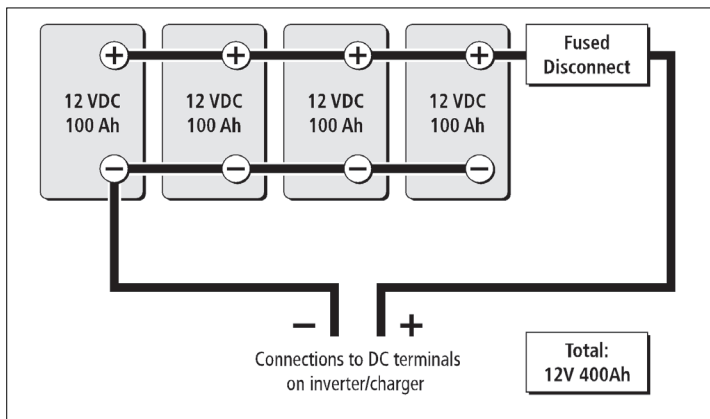 + + + +
Fused
Disconnect
12 VDC
100 Ah
12 VDC
100 Ah
12 VDC
100 Ah
12 VDC
100 Ah
− − − −
− +
Connections to DC terminals
on inverter/charger
Total:
12V 400Ah